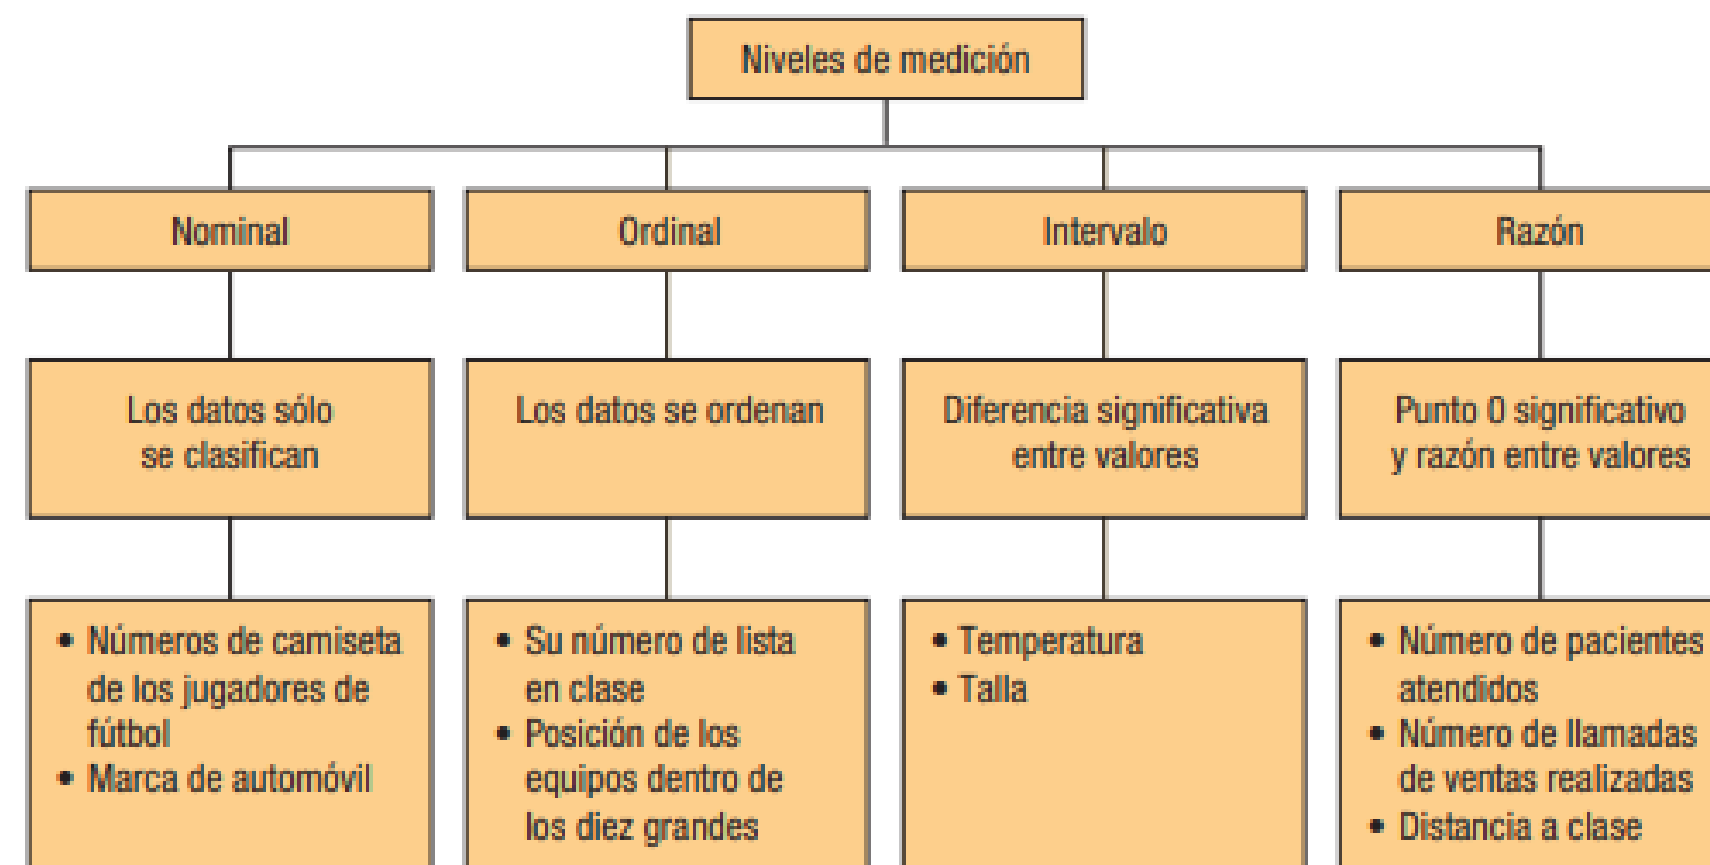 Niveles de medición
Nominal
Ordinal
Intervalo
Razón
Los datos sólo
se clasifican
Los datos se ordenan
Diferencia significativa
entre valores
Punto 0 significativo
y razón entre valores
• Números de camiseta
de los jugadores de
fútbol
• Marca de automóvil
• Su número de lista
en clase
• Posición de los
equipos dentro de
los diez grandes
• Temperatura
• Talla
• Número de pacientes
atendidos
• Número de llamadas
de ventas realizadas
• Distancia a clase